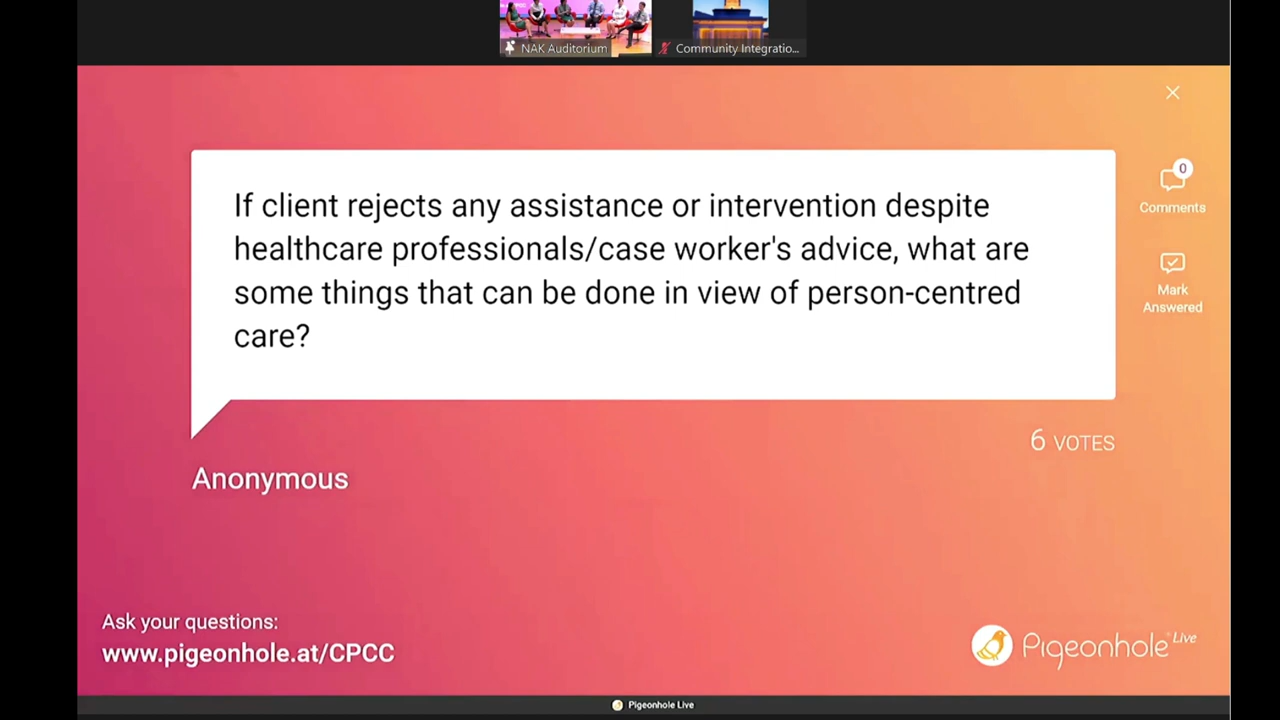 NAK Auditorium
Community Integratio...
0
Comments
Mark
Answered
If client rejects any assistance or intervention despite
healthcare professionals/case worker's advice, what are
some things that can be done in view of person-centred
care?
6 VOTES
Anonymous
Ask your questions:
www.pigeonhole.at/CPCC
Pigeonhole Live
Pigeonhole Live